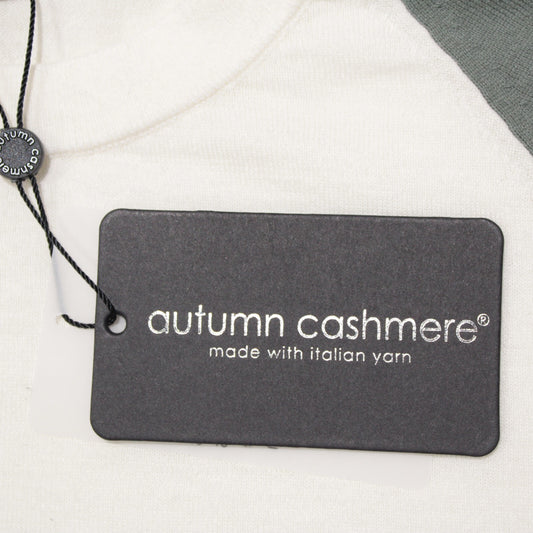 autumn cashmere
autumn cashmere®
made with italian yarn